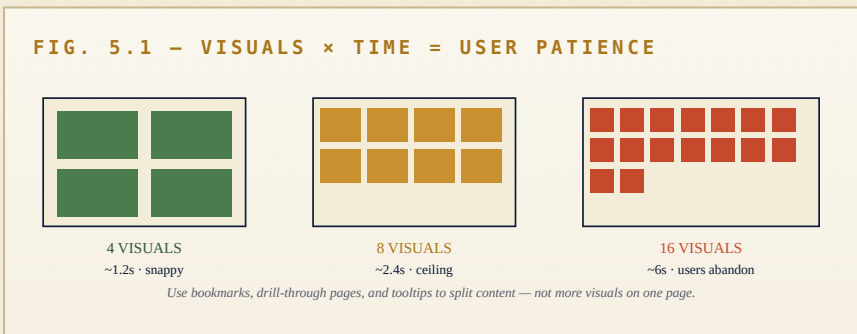 FIG. 5.1 — VISUALS × TIME = USER PATIENCE
4 VISUALS
~1.2s · snappy
8 VISUALS
~2.4s · ceiling
16 VISUALS
~6s · users abandon
Use bookmarks, drill-through pages, and tooltips to split content — not more visuals on one page.